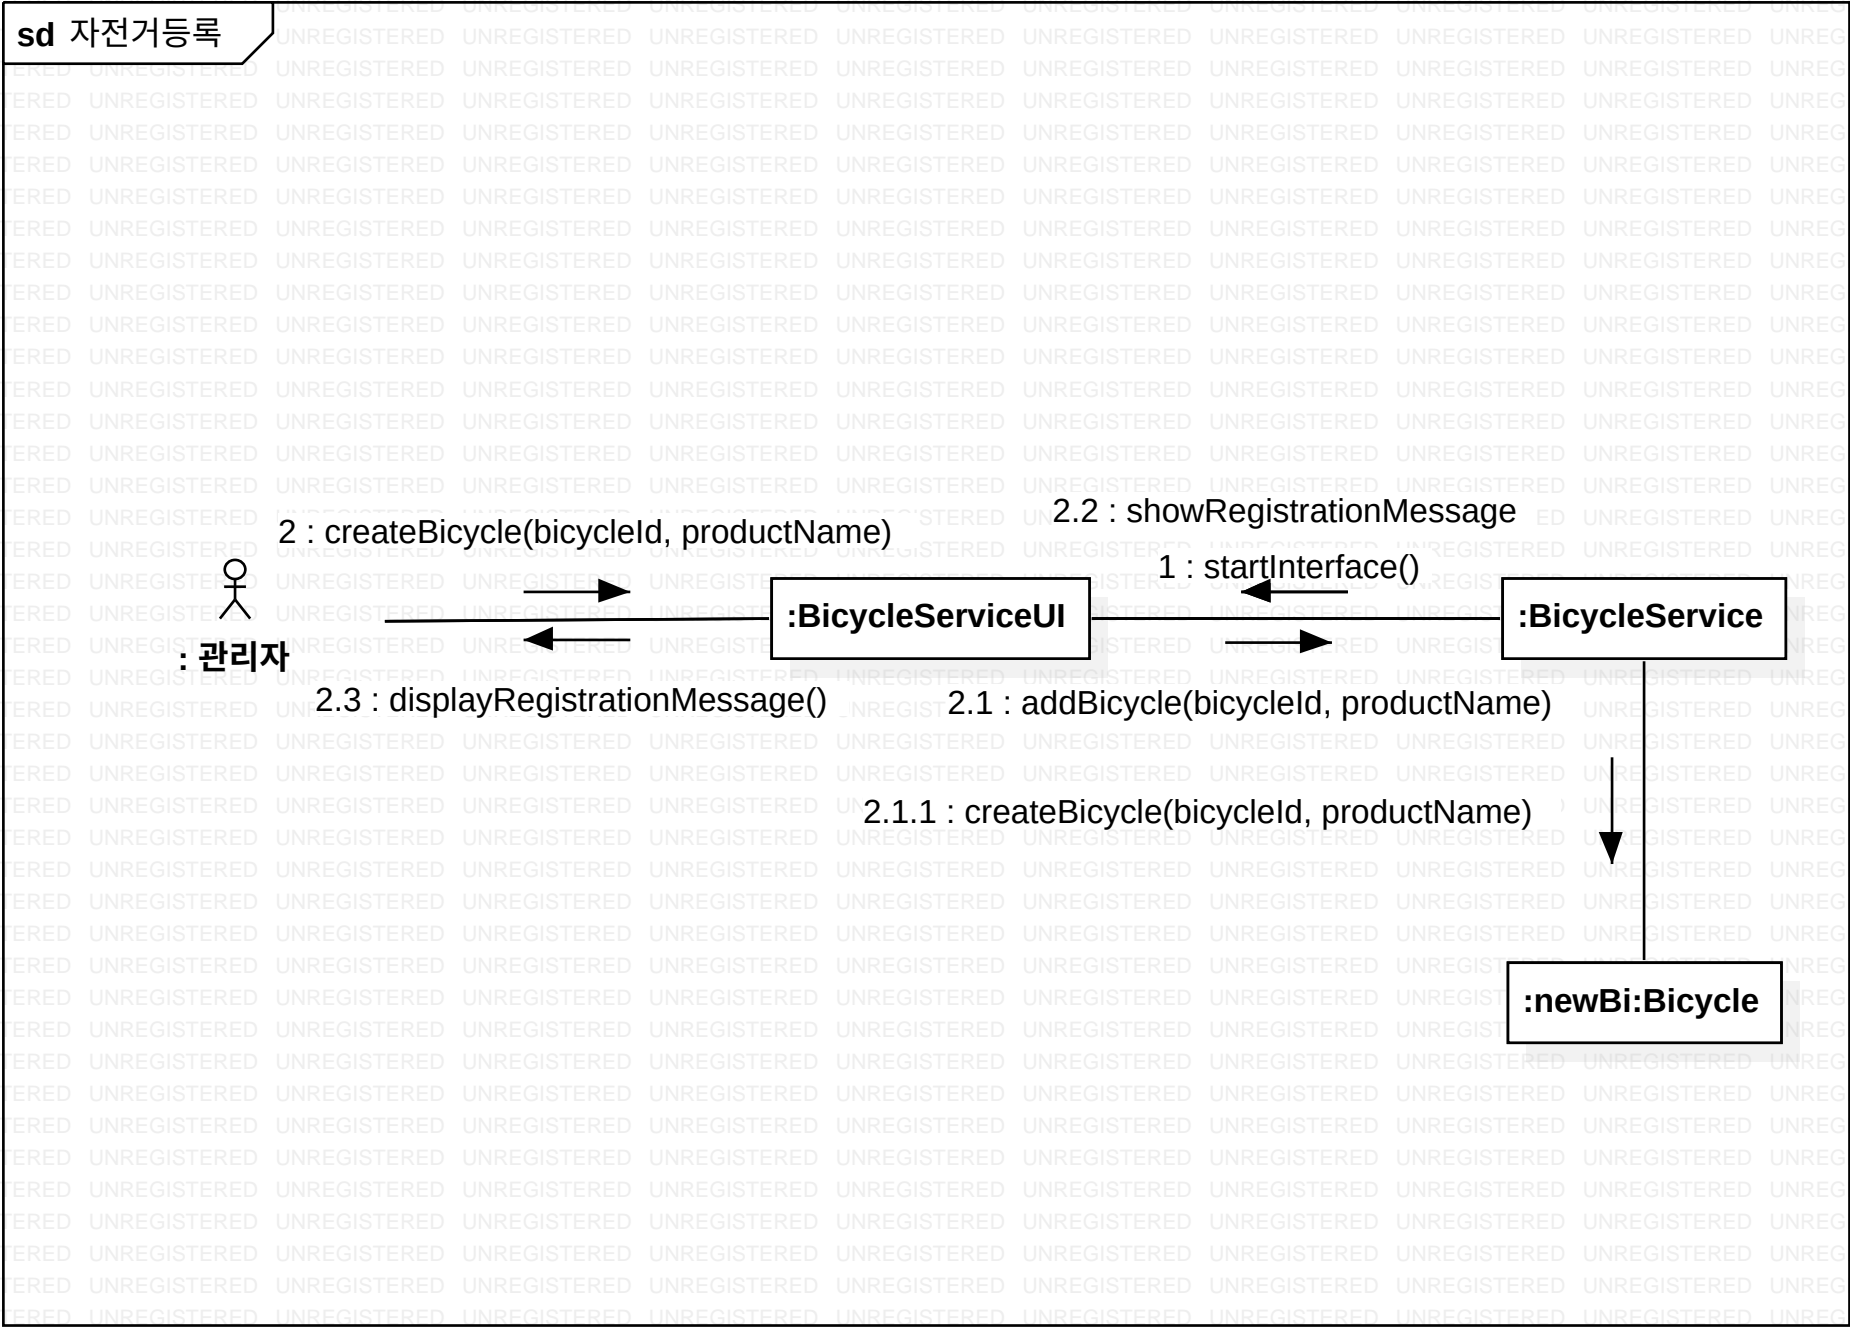 sd 자전거등록
2.2 : showRegistrationMessage
2 : createBicycle(bicycleId, productName)
1 : startInterface()
:BicycleServiceUI
:BicycleService
: 관리자
2.3 : displayRegistrationMessage()
2.1 : addBicycle(bicycleId, productName)
2.1.1 : createBicycle(bicycleId, productName)
:newBi:Bicycle
UNREGISTERED